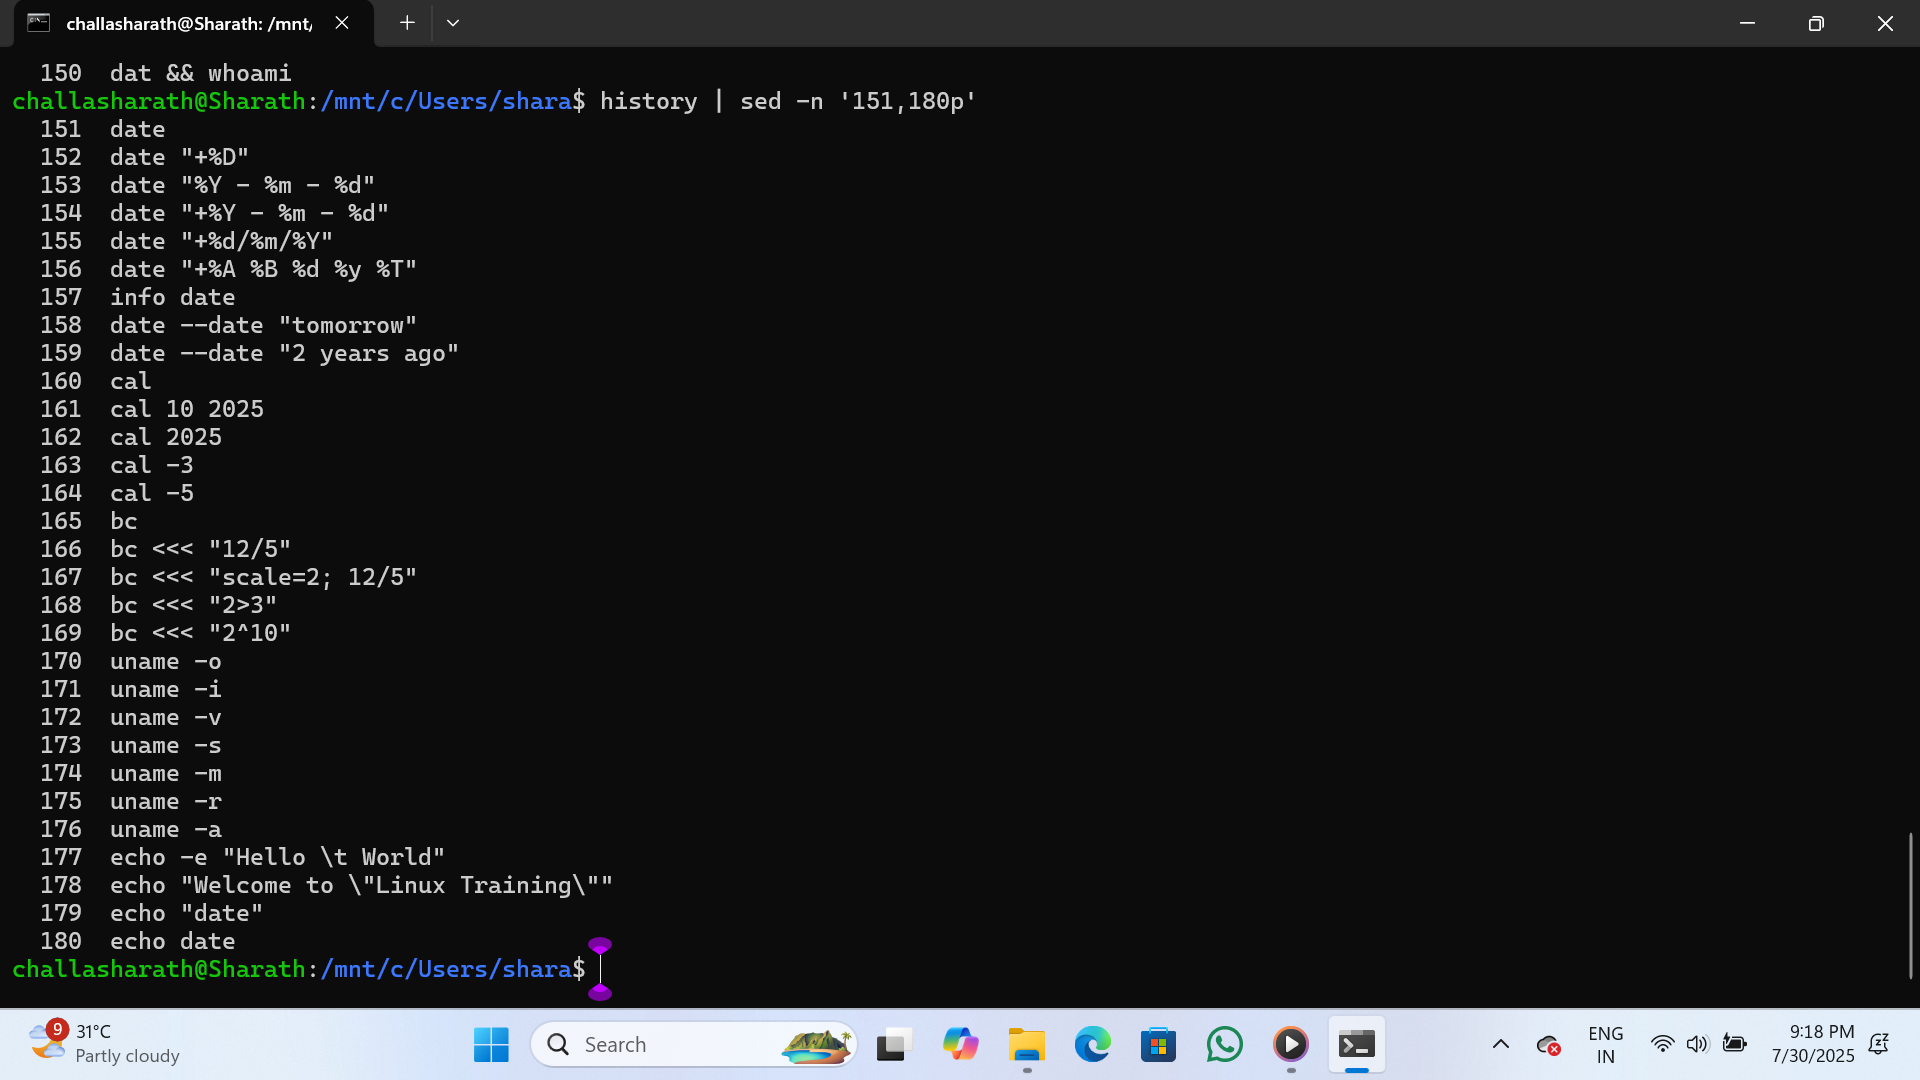 challasharath@Sharath: /mnt/
150 dat && whoami
challasharath@Sharath:/mnt/c/Users/shara$ history | sed -n '151,180p'
151 date
152 date "+%D"
153 date "%Y - %m - %d"
154 date "+%Y - %m - %d"
155 date "+%d/%m/%Y"
156 date "+%A %B %d %y %T"
157 info date
158 date --date "tomorrow"
159 date --date "2 years ago"
160 cal
161 cal 10 2025
162 cal 2025
163 cal -3
164 cal -5
165 bc
166 bc <<< "12/5"
167 bc <<< "scale=2; 12/5"
168 bc <<< "2>3"
169 bc <<< "2^10"
170 uname -o
171 uname -i
172 uname -v
173 uname -s
174 uname -m
175 uname -r
176 uname -a
177 echo -e "Hello \t World"
178 echo "Welcome to \"Linux Training\""
179 echo "date"
180 echo date
challasharath@Sharath:/mnt/c/Users/shara$
9 31°C
Partly cloudy
Search
ENG
IN
9:18 PM
7/30/2025